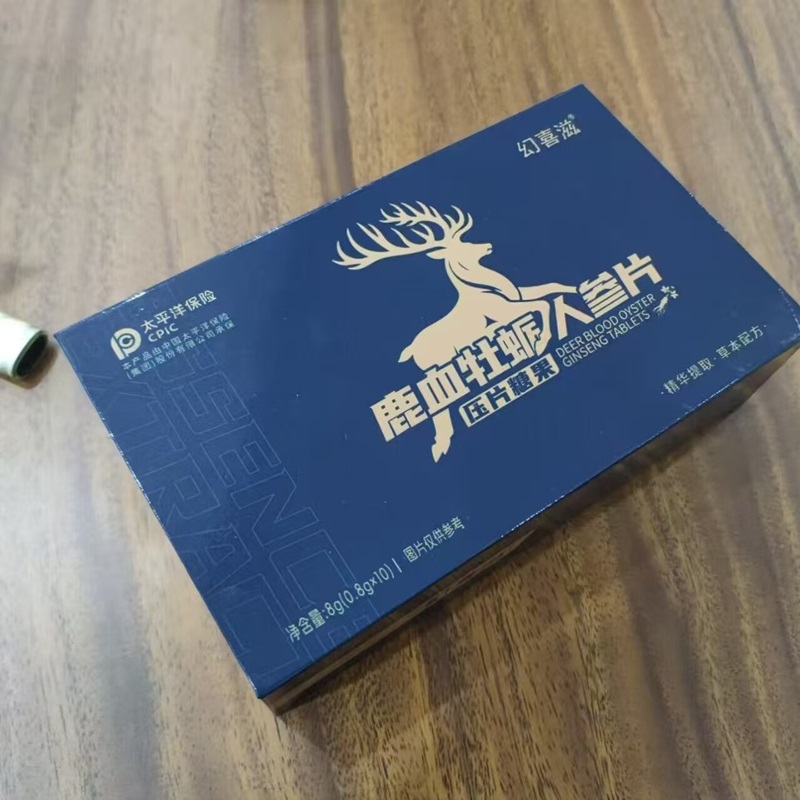 幻喜滋®
太平洋保险
CPIC
本产品由中国太平洋保险
(集团)股份有限公司承保
鹿血牡蛎人参片
压片糖果
DEER BLOOD OYSTER
GINSENG TABLETS
·精华提取·草本配方·
净含量:8g(0.8g×10) | 图片仅供参考